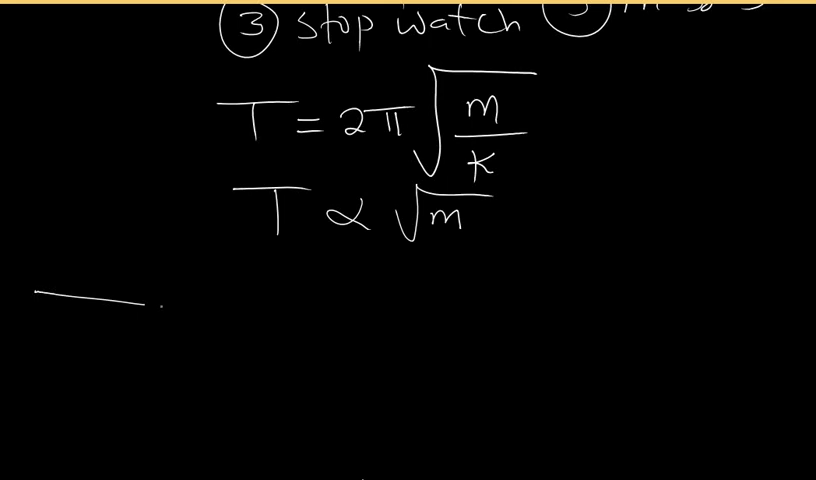 ③ stop watch
T = 2π√(m/k)
T ∝ √m